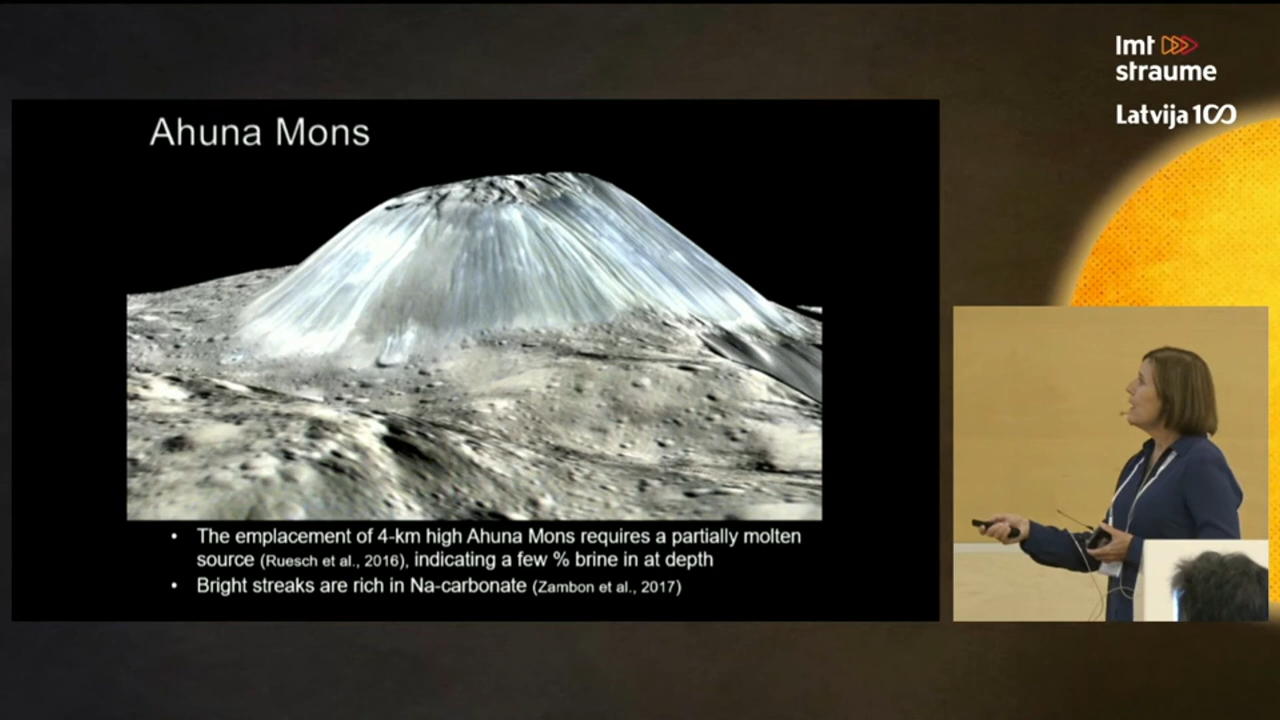 lmt
straume
Latvija 100
Ahuna Mons
• The emplacement of 4-km high Ahuna Mons requires a partially molten
source (Ruesch et al., 2016), indicating a few % brine in at depth
• Bright streaks are rich in Na-carbonate (Zambon et al., 2017)